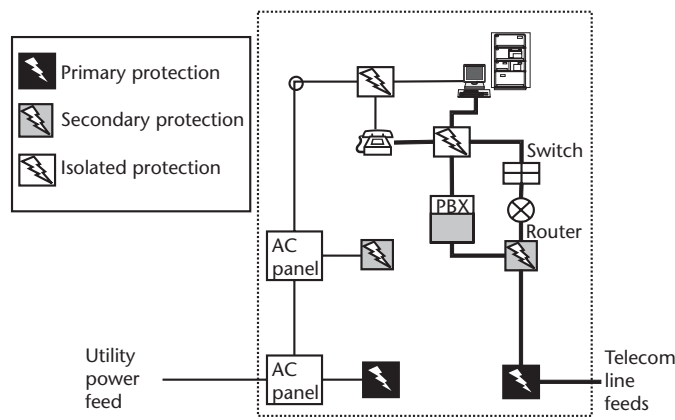 Primary protection
Secondary protection
Isolated protection
Switch
PBX
Router
AC
panel
Utility
power
feed
AC
panel
Telecom
line
feeds